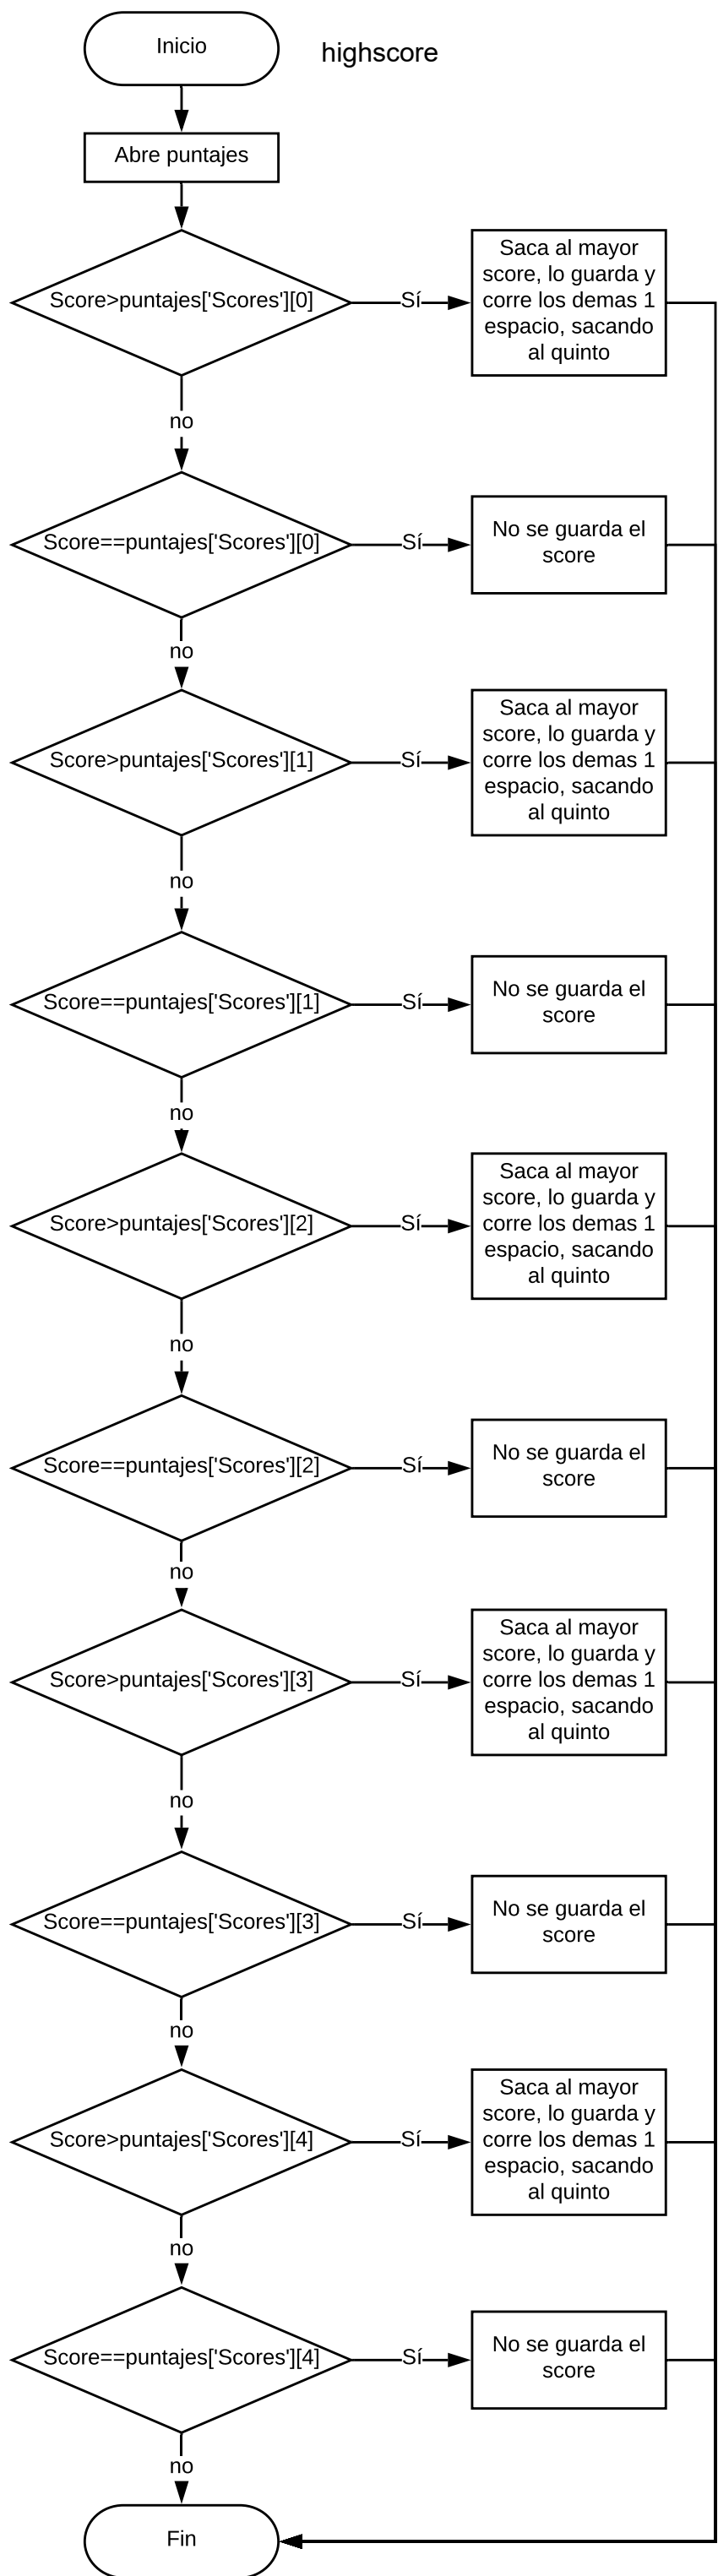 Inicio
highscore
Abre puntajes
Score>puntajes['Scores'][0]
Sí
Saca al mayor
score, lo guarda y
corre los demas 1
espacio, sacando
al quinto
no
Score==puntajes['Scores'][0]
Sí
No se guarda el
score
no
Score>puntajes['Scores'][1]
Sí
Saca al mayor
score, lo guarda y
corre los demas 1
espacio, sacando
al quinto
no
Score==puntajes['Scores'][1]
Sí
No se guarda el
score
no
Score>puntajes['Scores'][2]
Sí
Saca al mayor
score, lo guarda y
corre los demas 1
espacio, sacando
al quinto
no
Score==puntajes['Scores'][2]
Sí
No se guarda el
score
no
Score>puntajes['Scores'][3]
Sí
Saca al mayor
score, lo guarda y
corre los demas 1
espacio, sacando
al quinto
no
Score==puntajes['Scores'][3]
Sí
No se guarda el
score
no
Score>puntajes['Scores'][4]
Sí
Saca al mayor
score, lo guarda y
corre los demas 1
espacio, sacando
al quinto
no
Score==puntajes['Scores'][4]
Sí
No se guarda el
score
no
Fin